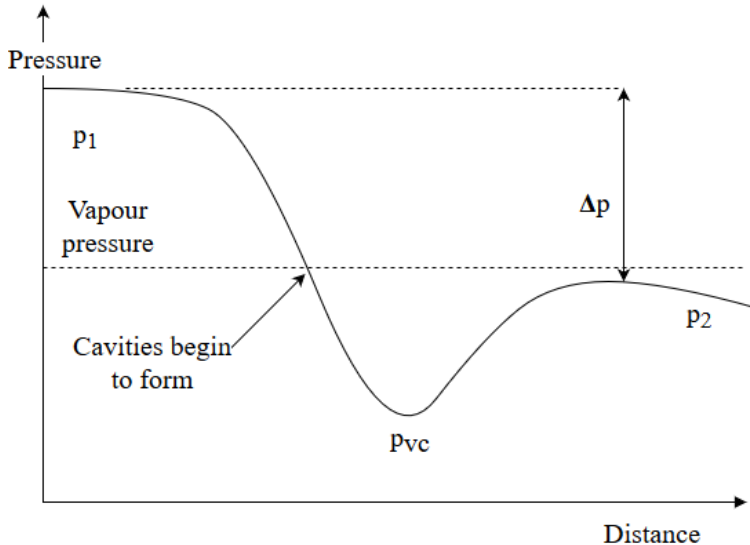 Pressure
p1
Δp
Vapour
pressure
Cavities begin
to form
p2
pvc
Distance